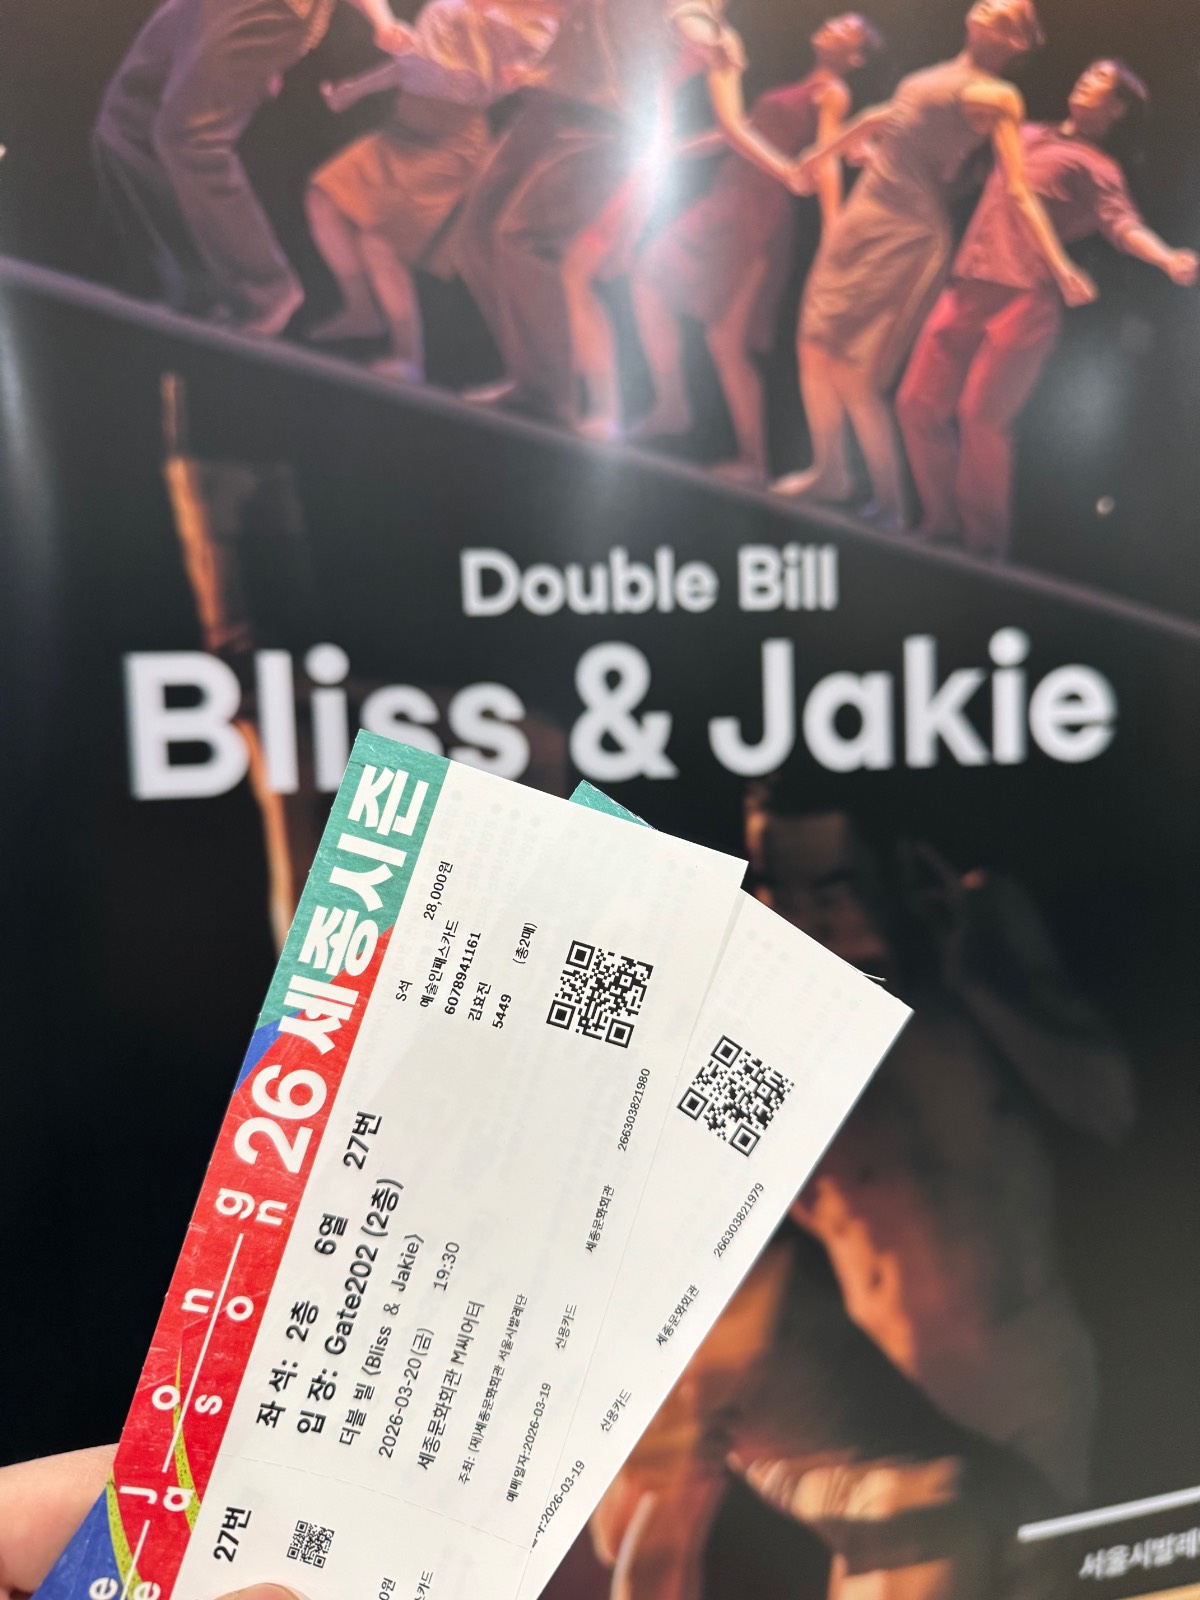 Double Bill
Bliss & Jakie
26 세종시즌
S석 28,000원
예술인패스카드
6078941161
김효진
5449 (총2매)
좌 석: 2층 6열 27번
입 장: Gate202 (2층)
더블 빌 〈Bliss & Jakie〉
2026-03-20(금) 19:30
세종문화회관 M씨어터
주최: (재)세종문화회관 서울시발레단
예매일자:2026-03-19 신용카드 세종문화회관 266303821980
27번
2026-03-19 신용카드 세종문화회관 266303821979
서울시발레